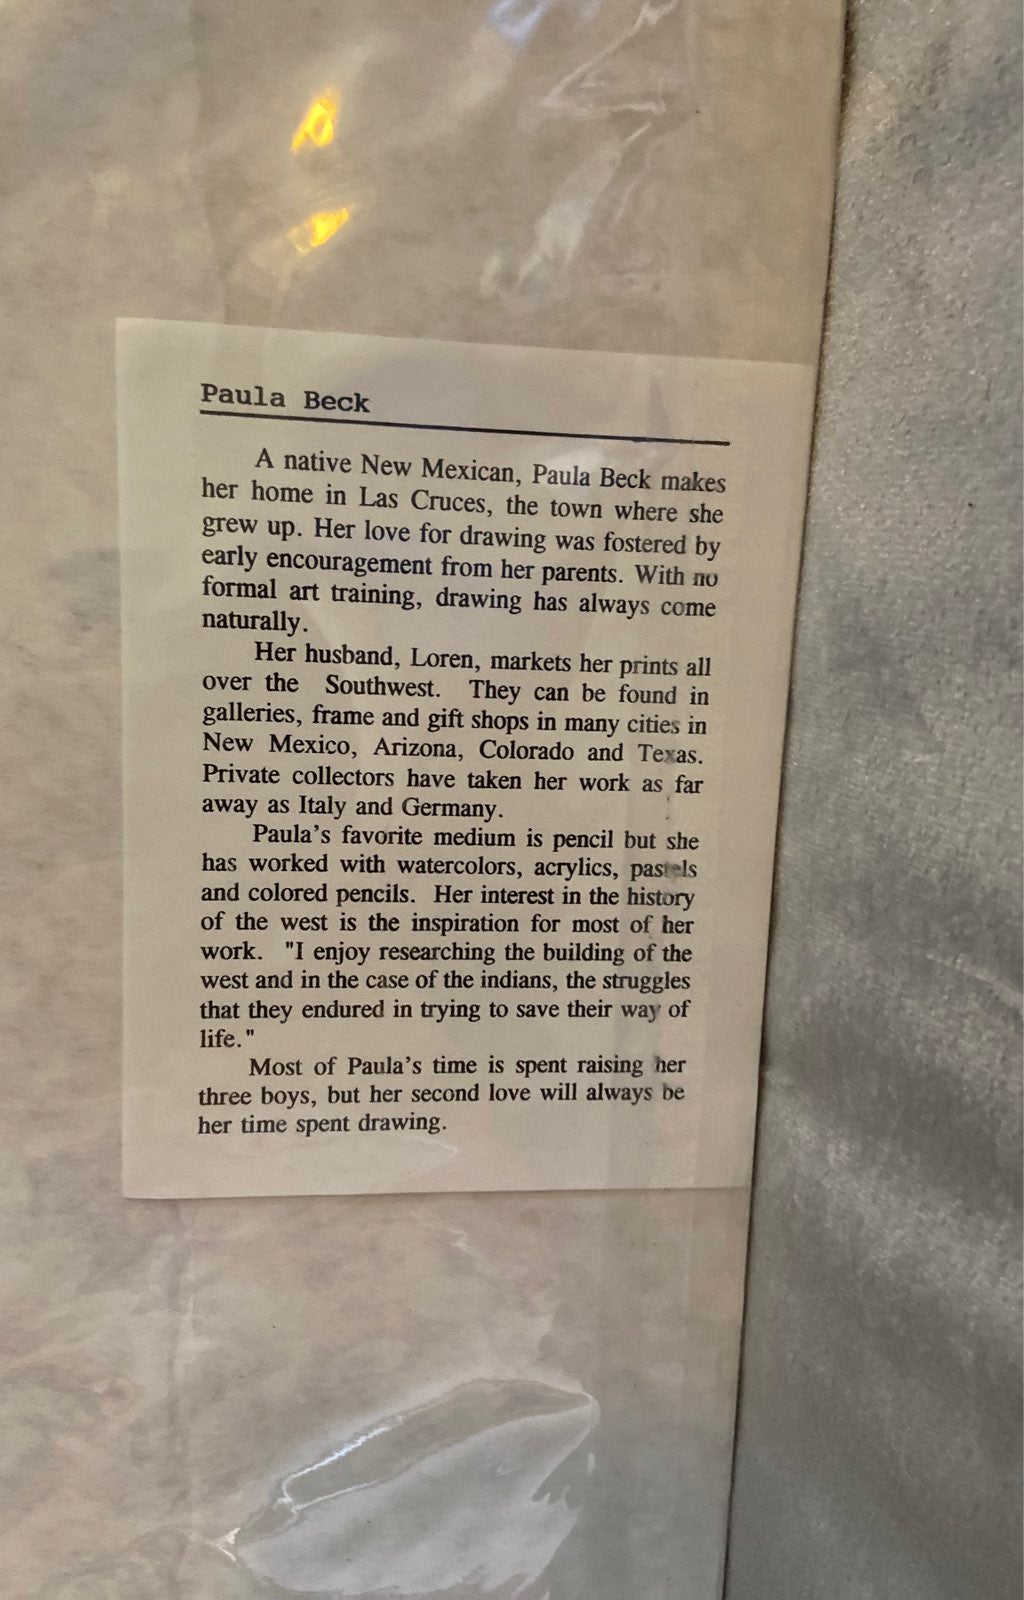 Paula Beck
A native New Mexican, Paula Beck makes
her home in Las Cruces, the town where she
grew up. Her love for drawing was fostered by
early encouragement from her parents. With no
formal art training, drawing has always come
naturally.
Her husband, Loren, markets her prints all
over the Southwest. They can be found in
galleries, frame and gift shops in many cities in
New Mexico, Arizona, Colorado and Texas.
Private collectors have taken her work as far
away as Italy and Germany.
Paula's favorite medium is pencil but she
has worked with watercolors, acrylics, pastels
and colored pencils. Her interest in the history
of the west is the inspiration for most of her
work. "I enjoy researching the building of the
west and in the case of the indians, the struggles
that they endured in trying to save their way of
life."
Most of Paula's time is spent raising her
three boys, but her second love will always be
her time spent drawing.